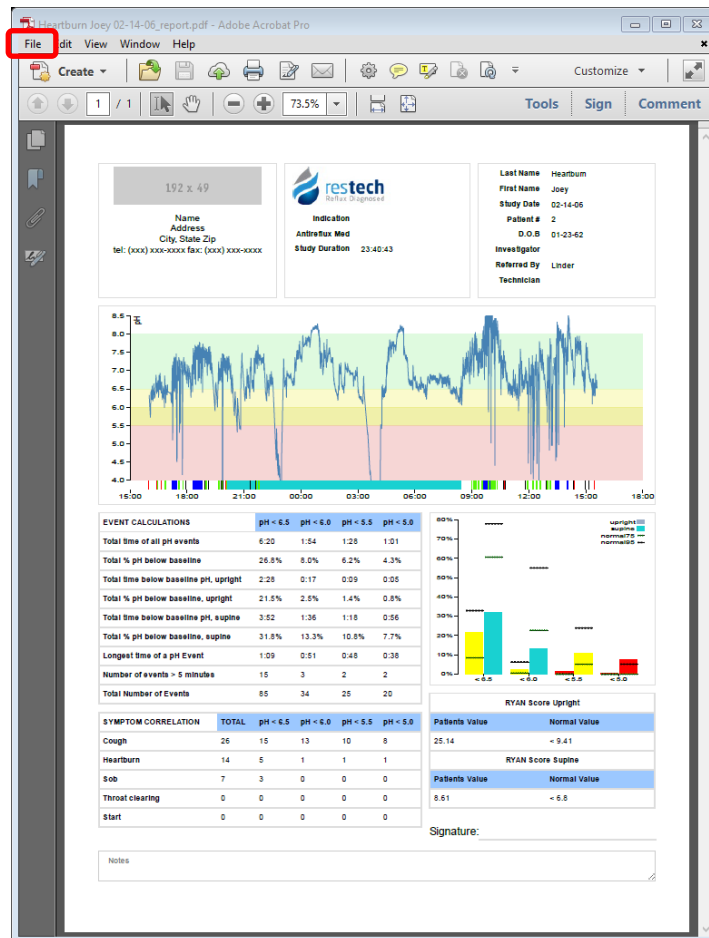 Heartburn Joey 02-14-06_report.pdf - Adobe Acrobat Pro
File Edit View Window Help
Create Customize
1 / 1 73.5% Tools Sign Comment
192 x 49
Name
Address
City, State Zip
tel: (xxx) xxx-xxxx fax: (xxx) xxx-xxxx
restech
Reflux Diagnosed
Indication
Antireflux Med
Study Duration 23:40:43
Last Name Heartburn
First Name Joey
Study Date 02-14-06
Patient # 2
D.O.B 01-23-62
Investigator
Referred By Linder
Technician
pH
8.5
8.0
7.5
7.0
6.5
6.0
5.5
5.0
4.5
4.0
15:00 18:00 21:00 00:00 03:00 06:00 09:00 12:00 15:00 18:00
EVENT CALCULATIONS pH < 6.5 pH < 6.0 pH < 5.5 pH < 5.0
Total time of all pH events 6:20 1:54 1:28 1:01
Total % pH below baseline 26.8% 8.0% 6.2% 4.3%
Total time below baseline pH, upright 2:28 0:17 0:09 0:05
Total % pH below baseline, upright 21.5% 2.5% 1.4% 0.8%
Total time below baseline pH, supine 3:52 1:36 1:18 0:56
Total % pH below baseline, supine 31.8% 13.3% 10.8% 7.7%
Longest time of a pH Event 1:09 0:51 0:48 0:38
Number of events > 5 minutes 15 3 2 2
Total Number of Events 85 34 25 20
SYMPTOM CORRELATION TOTAL pH < 6.5 pH < 6.0 pH < 5.5 pH < 5.0
Cough 26 15 13 10 8
Heartburn 14 5 1 1 1
Sob 7 3 0 0 0
Throat clearing 0 0 0 0 0
Start 0 0 0 0 0
80%
70%
60%
50%
40%
30%
20%
10%
0%
upright
supine
normal75
normal95
<6.5 <6.0 <5.5 <5.0
RYAN Score Upright
Patients Value Normal Value
25.14 < 9.41
RYAN Score Supine
Patients Value Normal Value
8.61 < 6.8
Signature:
Notes